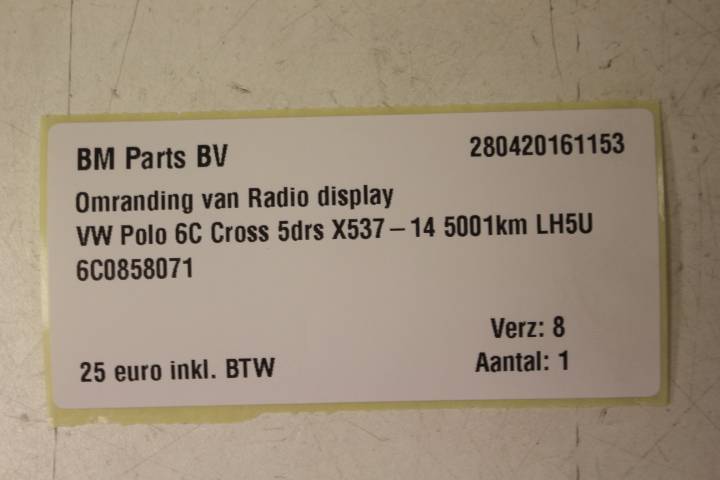 BM Parts BV 280420161153
Omranding van Radio display
VW Polo 6C Cross 5drs X537-14 5001km LH5U
6C0858071
Verz: 8
25 euro inkl. BTW Aantal: 1